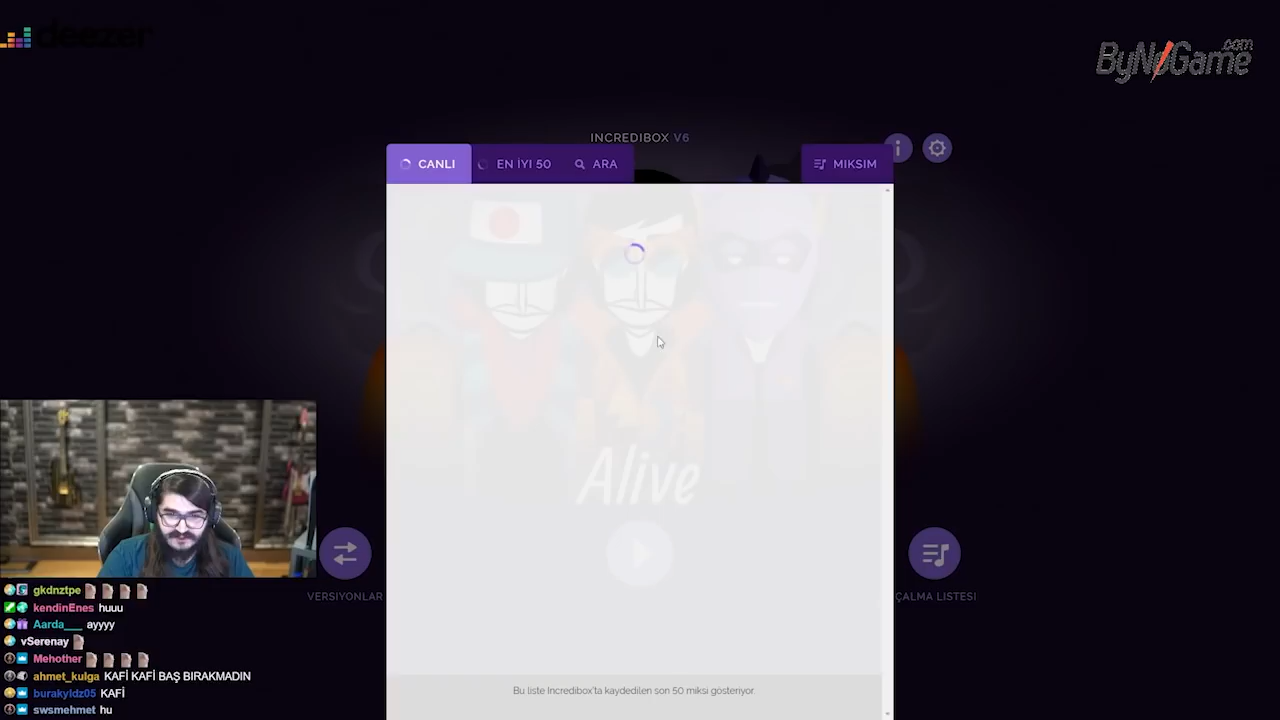 deezer
ByNoGame.com
INCREDIBOX V6
CANLI
EN İYİ 50
ARA
MIKSIM
Alive
VERSIYONLAR
ÇALMA LISTESI
gkdnztpe
kendinEnes huuu
Aarda___ ayyyy
vSerenay
Mehother
ahmet_kulga KAFİ KAFİ BAŞ BIRAKMADIN
burakyldz05 KAFİ
swsmehmet hu
Bu liste Incredibox'ta kaydedilen son 50 miksi gösteriyor.